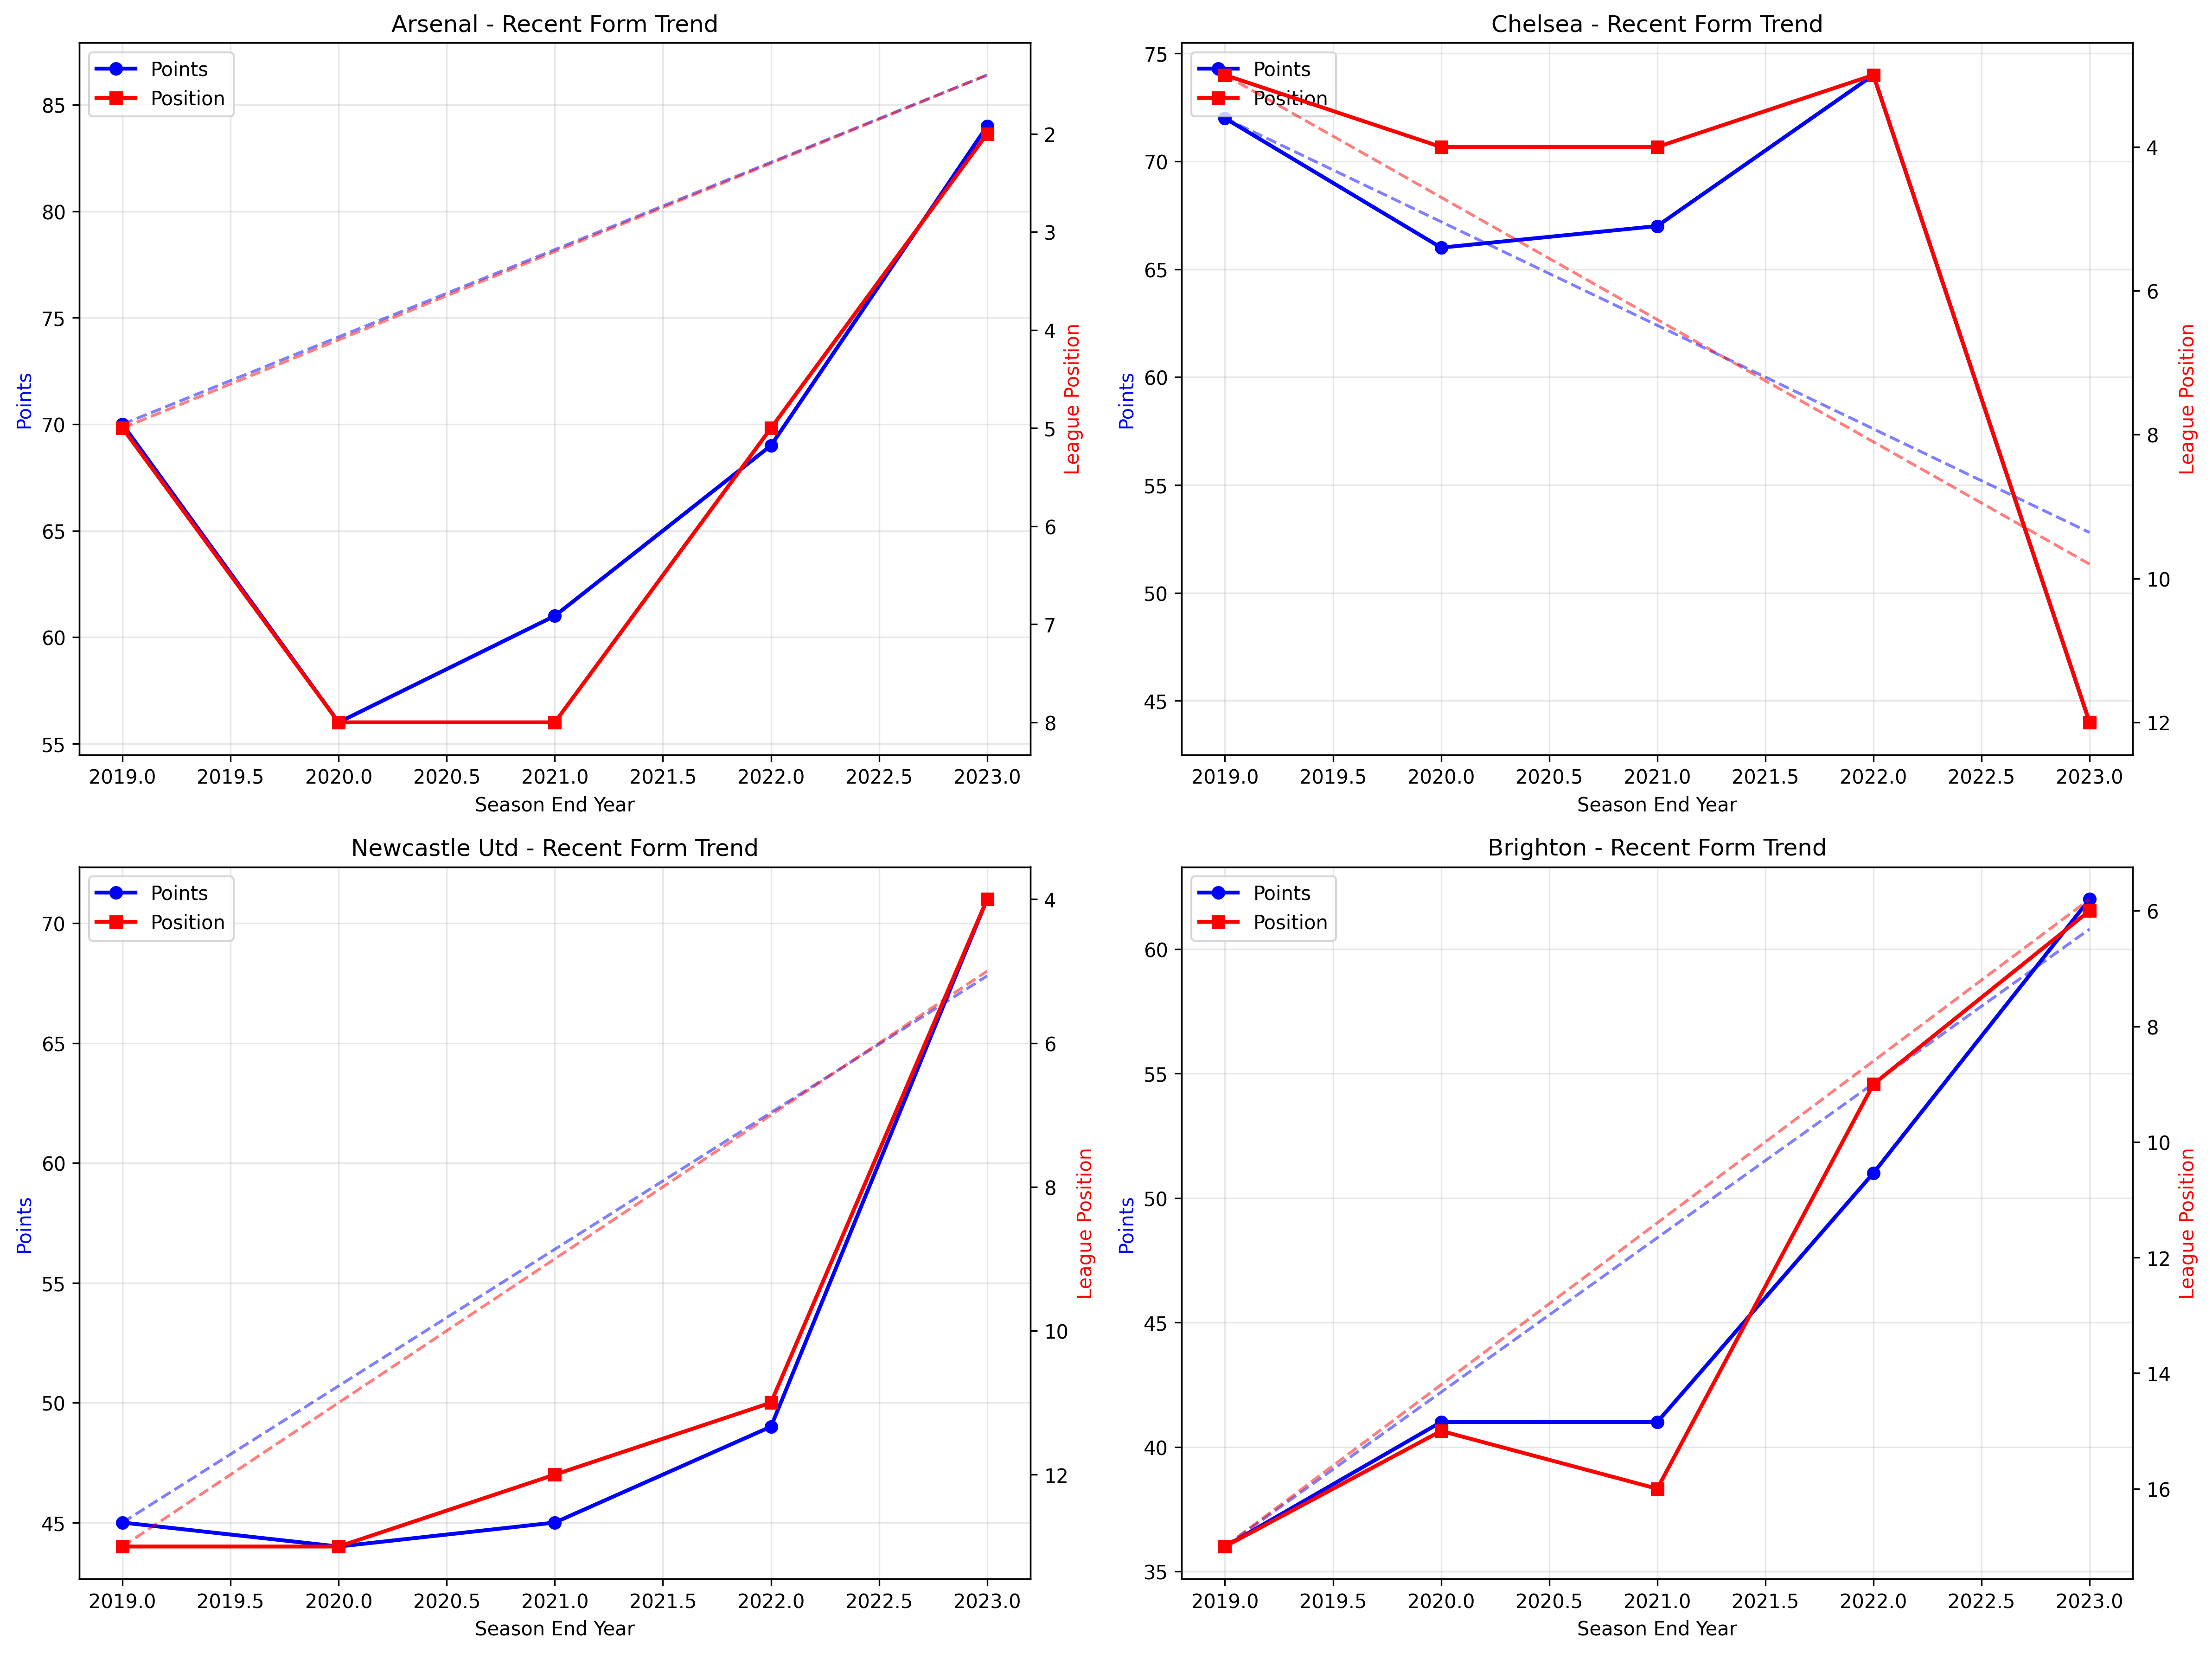 Arsenal - Recent Form Trend
Points
Position
85
80
75
70
65
60
55
Points
2
3
4
5
6
7
8
League Position
2019.0 2019.5 2020.0 2020.5 2021.0 2021.5 2022.0 2022.5 2023.0
Season End Year
Chelsea - Recent Form Trend
Points
Position
75
70
65
60
55
50
45
Points
4
6
8
10
12
League Position
2019.0 2019.5 2020.0 2020.5 2021.0 2021.5 2022.0 2022.5 2023.0
Season End Year
Newcastle Utd - Recent Form Trend
Points
Position
70
65
60
55
50
45
Points
4
6
8
10
12
League Position
2019.0 2019.5 2020.0 2020.5 2021.0 2021.5 2022.0 2022.5 2023.0
Season End Year
Brighton - Recent Form Trend
Points
Position
60
55
50
45
40
35
Points
6
8
10
12
14
16
League Position
2019.0 2019.5 2020.0 2020.5 2021.0 2021.5 2022.0 2022.5 2023.0
Season End Year